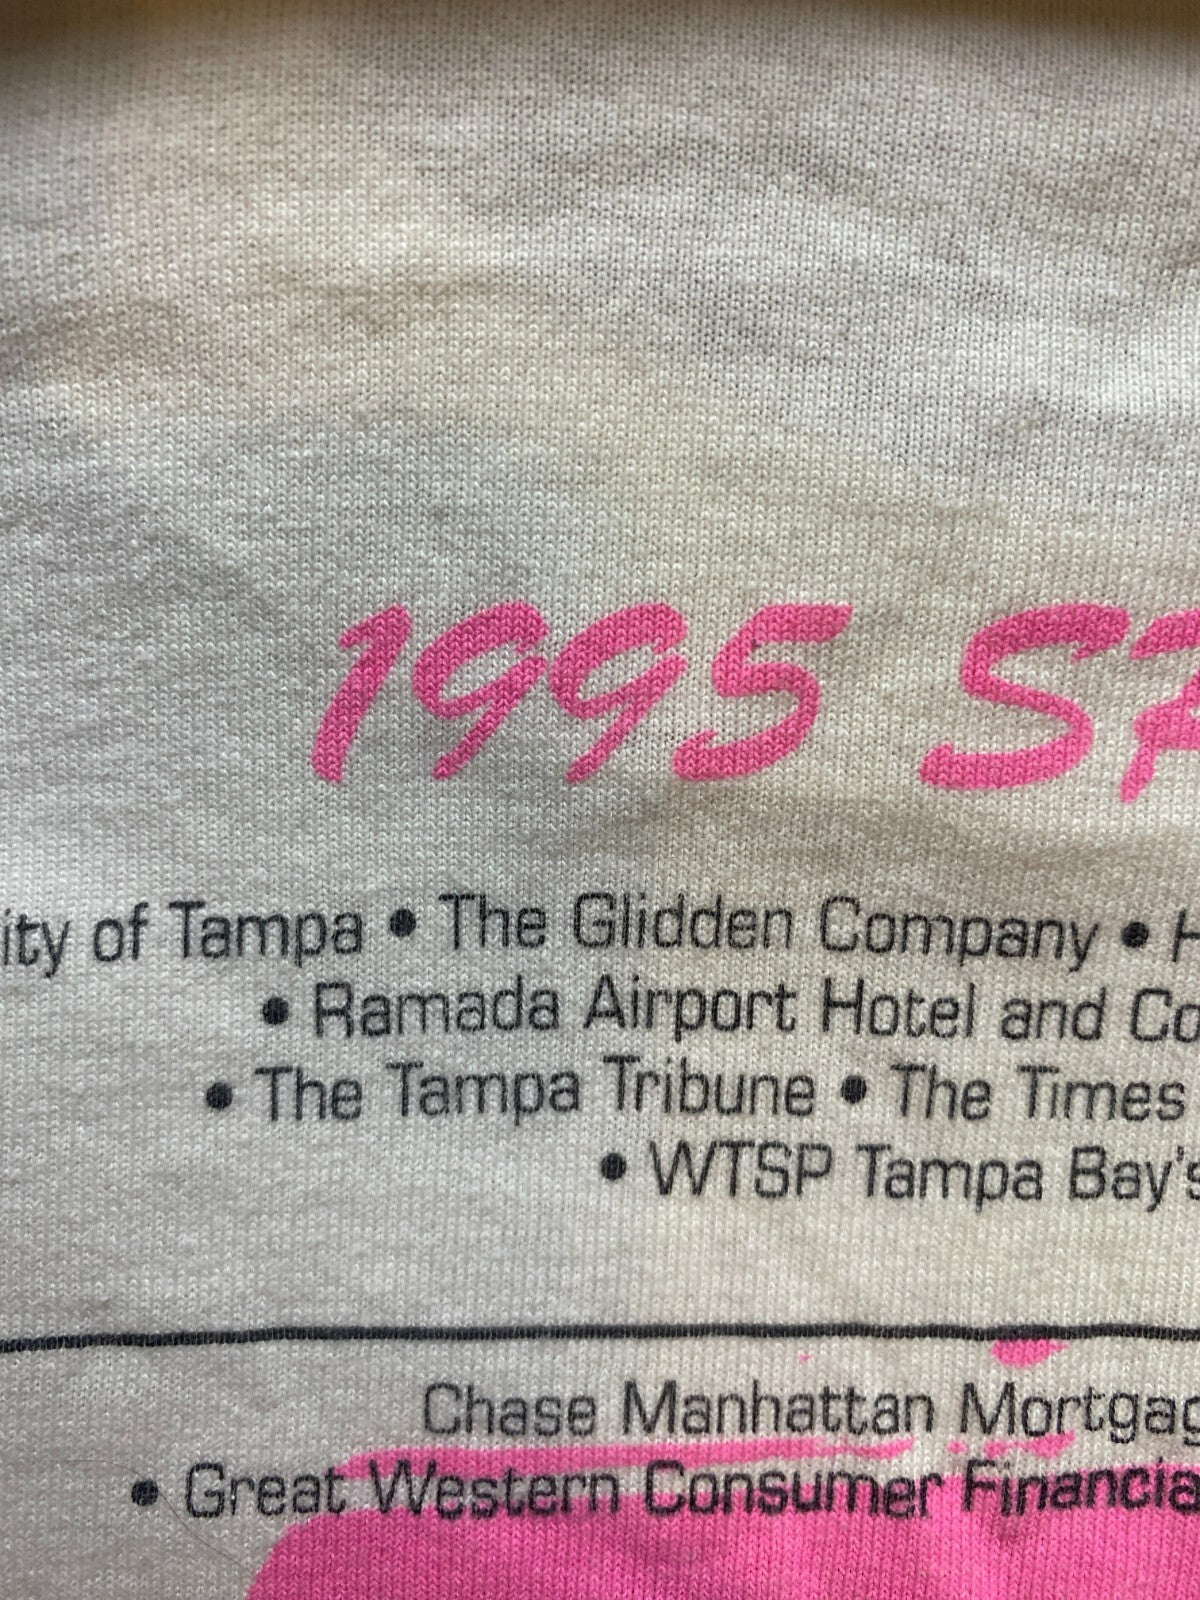 1995 SP
ity of Tampa • The Glidden Company • H
• Ramada Airport Hotel and Co
• The Tampa Tribune • The Times
• WTSP Tampa Bay's
Chase Manhattan Mortgag
• Great Western Consumer Financia